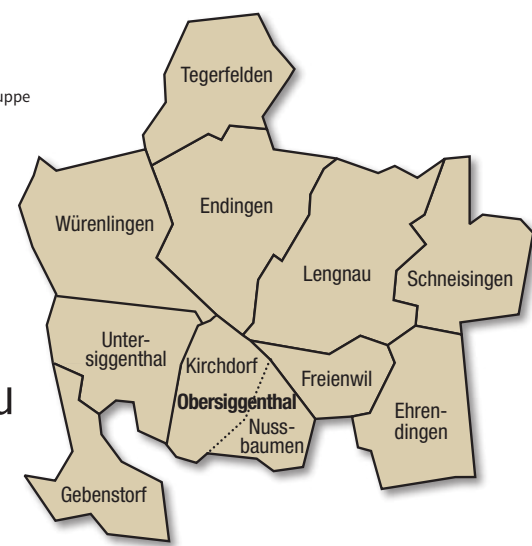 Tegerfelden
uppe
Endingen
Würenlingen
Lengnau
Schneisingen
Unter-
siggenthal
Kirchdorf
Freienwil
u
Obersiggenthal
Ehren-
dingen
Nuss-
baumen
Gebenstorf